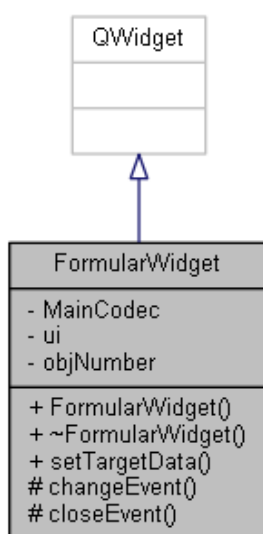 QWidget
FormularWidget
- MainCodec
- ui
- objNumber
+ FormularWidget()
+ ~FormularWidget()
+ setTargetData()
# changeEvent()
# closeEvent()